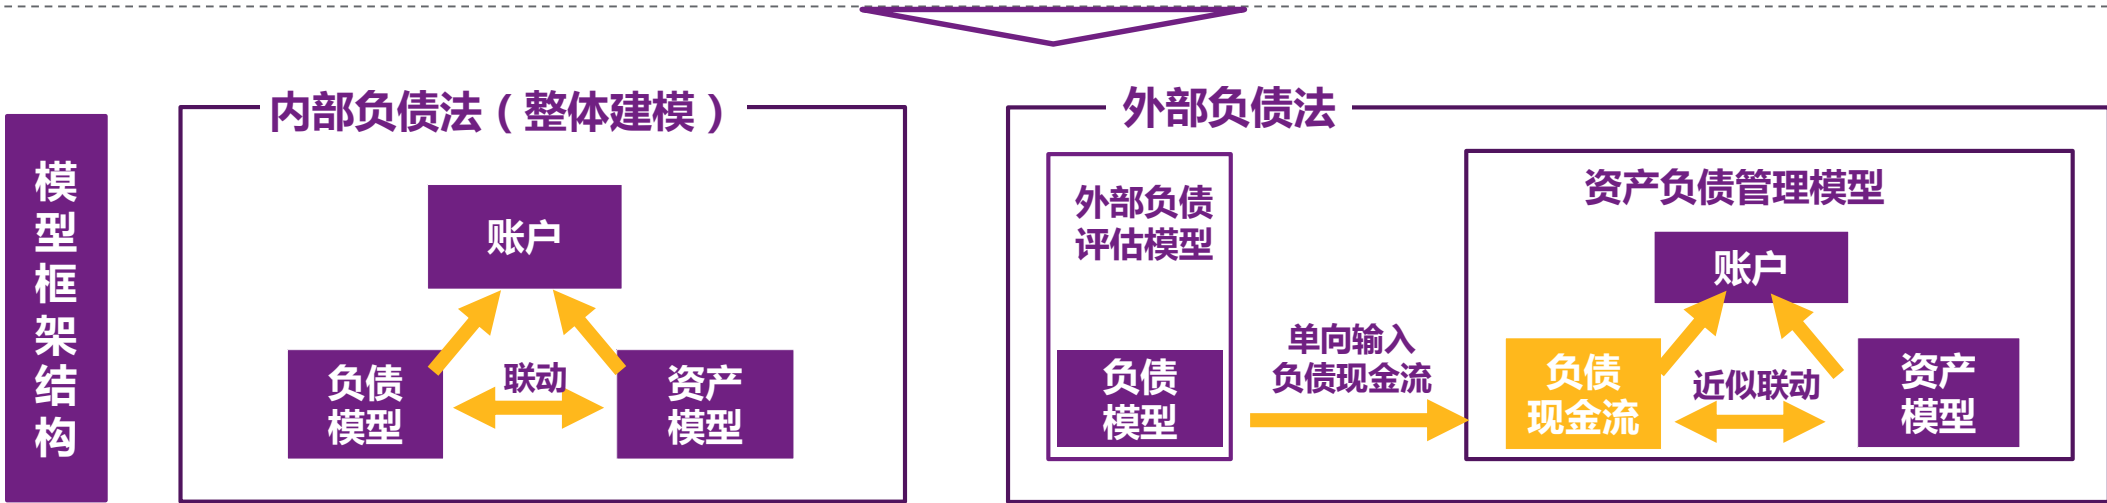 模型框架结构
内部负债法（整体建模）
账户
负债
模型
联动
资产
模型
外部负债法
外部负债
评估模型
负债
模型
单向输入
负债现金流
资产负债管理模型
账户
负债
现金流
近似联动
资产
模型